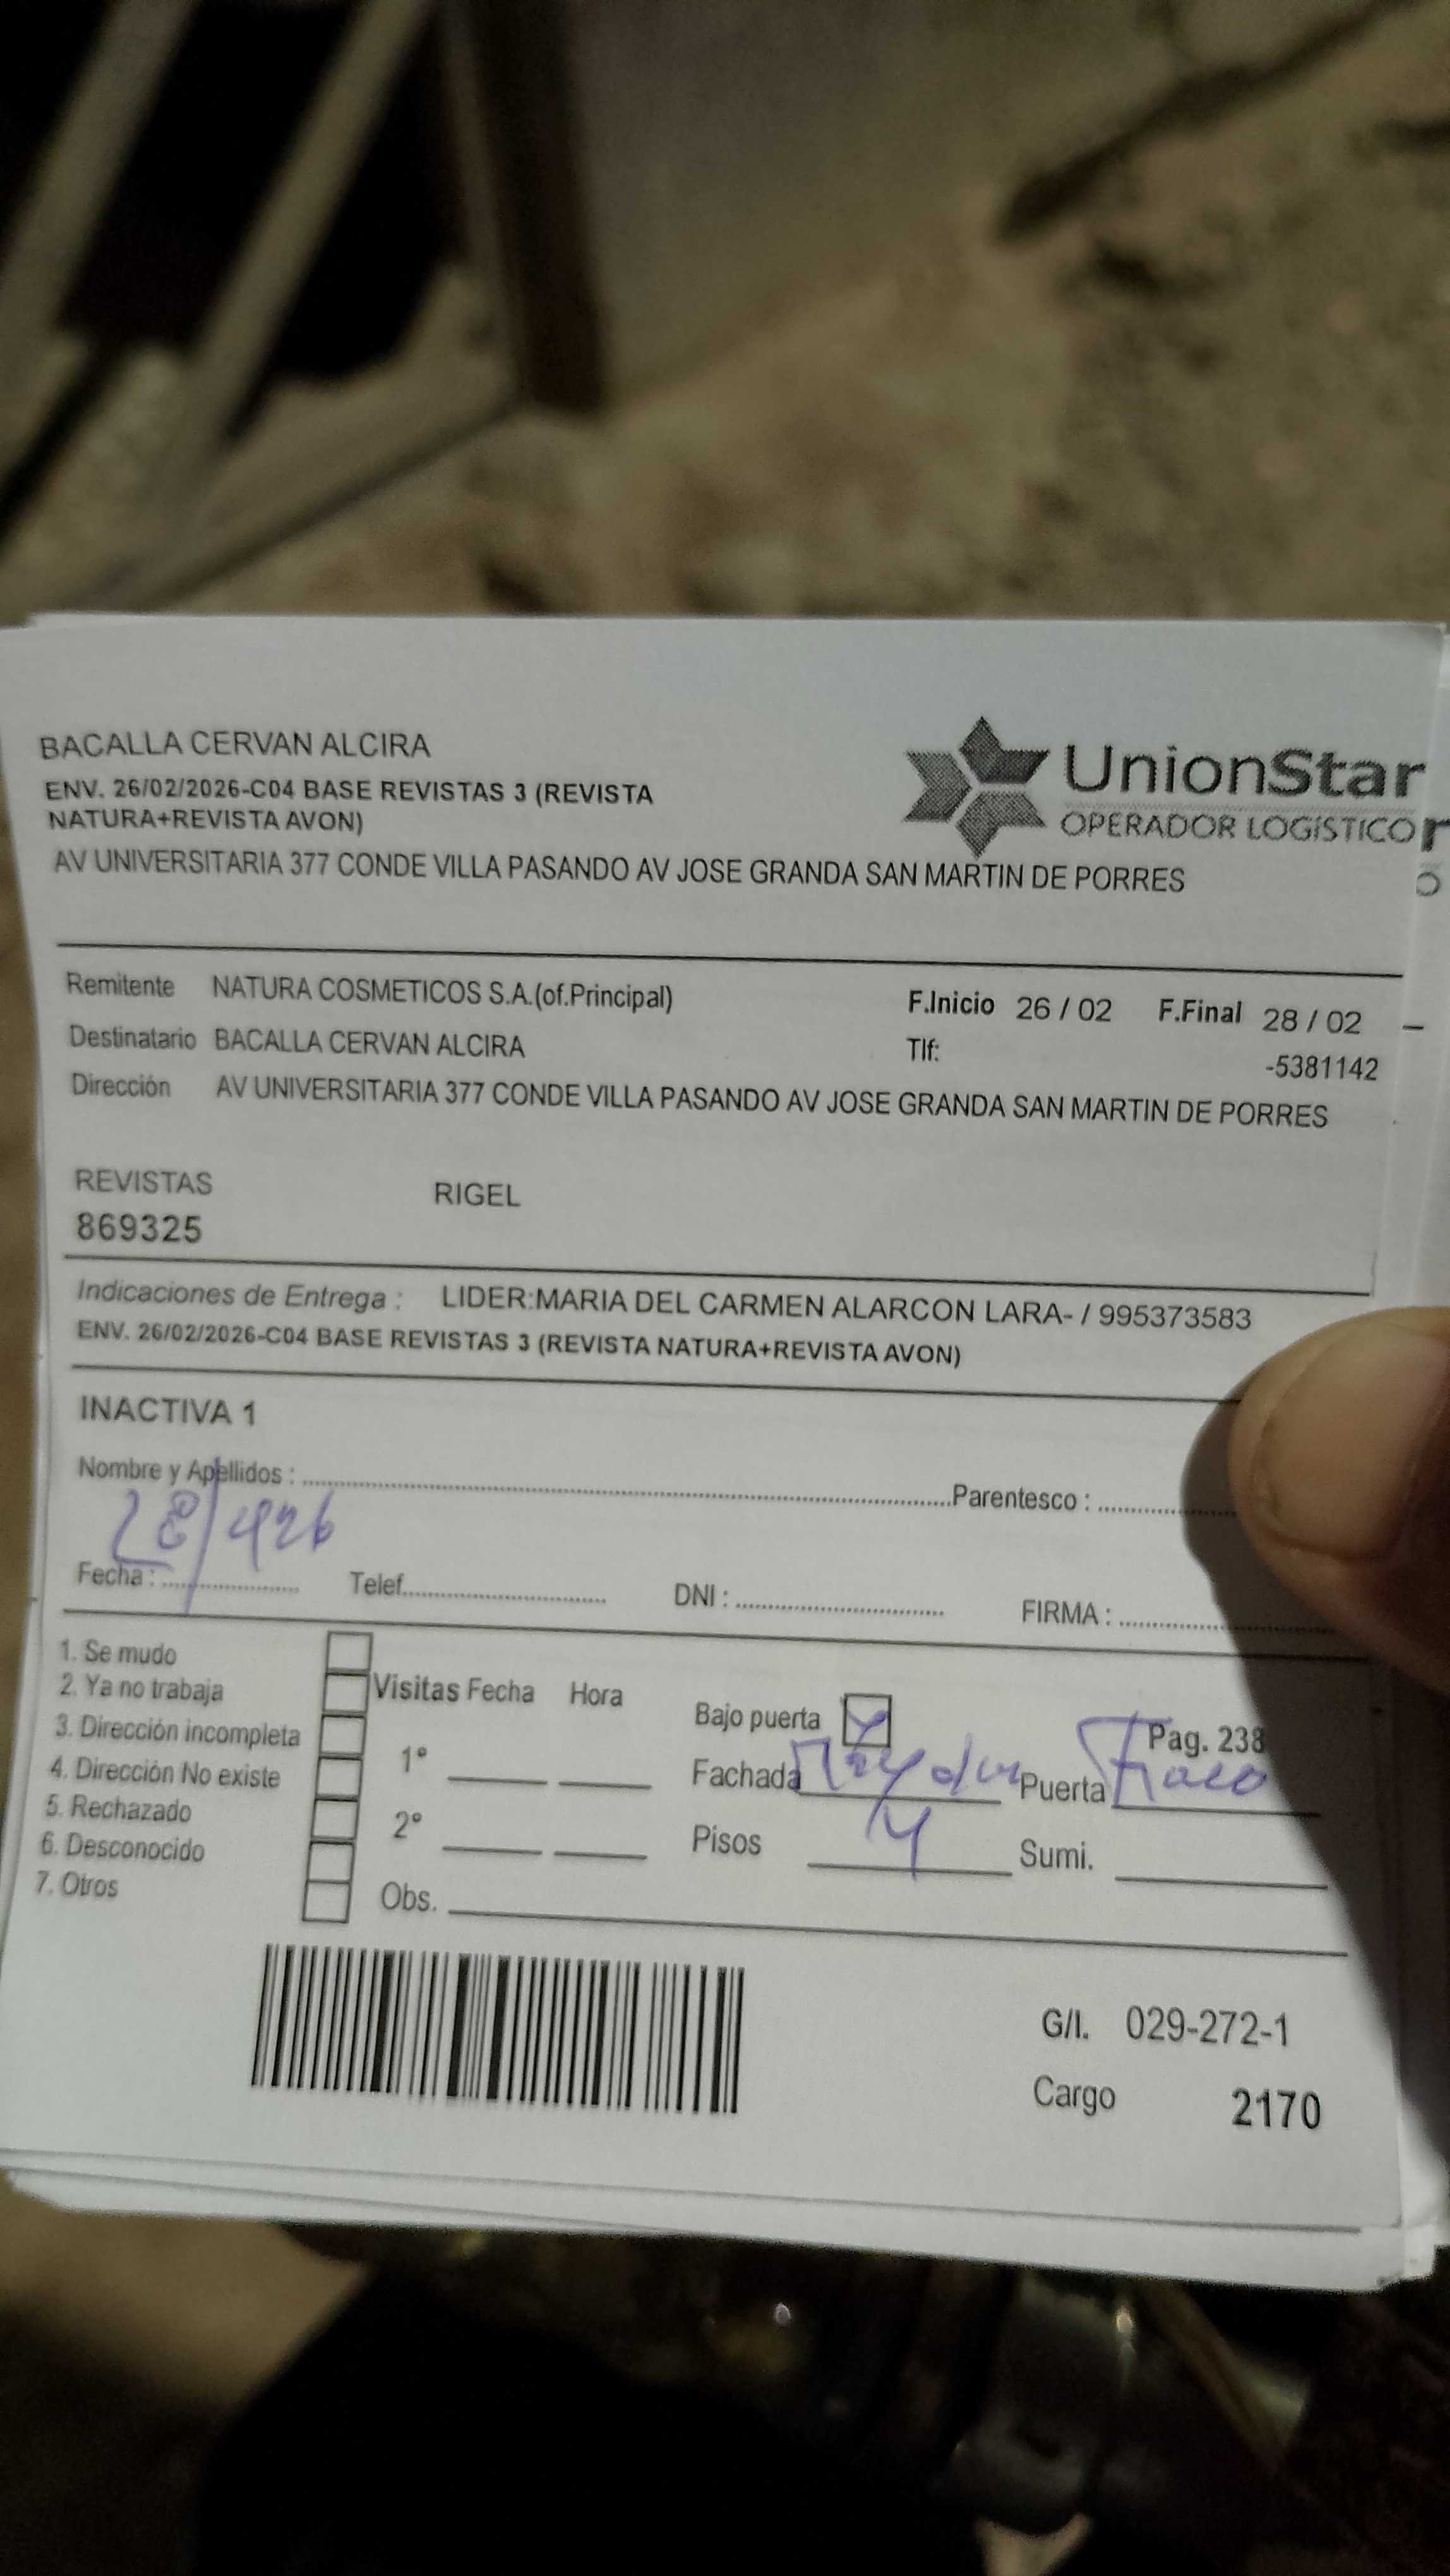 BACALLA CERVAN ALCIRA
ENV. 26/02/2026-C04 BASE REVISTAS 3 (REVISTA
NATURA+REVISTA AVON)
UnionStar
OPERADOR LOGÍSTICO
AV UNIVERSITARIA 377 CONDE VILLA PASANDO AV JOSE GRANDA SAN MARTIN DE PORRES
Remitente NATURA COSMETICOS S.A.(of.Principal) F.Inicio 26 / 02 F.Final 28 / 02
Destinatario BACALLA CERVAN ALCIRA Tlf: -5381142
Dirección AV UNIVERSITARIA 377 CONDE VILLA PASANDO AV JOSE GRANDA SAN MARTIN DE PORRES
REVISTAS RIGEL
869325
Indicaciones de Entrega : LIDER:MARIA DEL CARMEN ALARCON LARA- / 995373583
ENV. 26/02/2026-C04 BASE REVISTAS 3 (REVISTA NATURA+REVISTA AVON)
INACTIVA 1
Nombre y Apellidos : Parentesco :
Fecha : Telef. DNI : FIRMA :
1. Se mudo
2. Ya no trabaja
3. Dirección incompleta
4. Dirección No existe
5. Rechazado
6. Desconocido
7. Otros
Visitas Fecha Hora
1°
2°
Obs.
Bajo puerta Pag. 238
Fachada Puerta
Pisos 4 Sumi.
G/I. 029-272-1
Cargo 2170